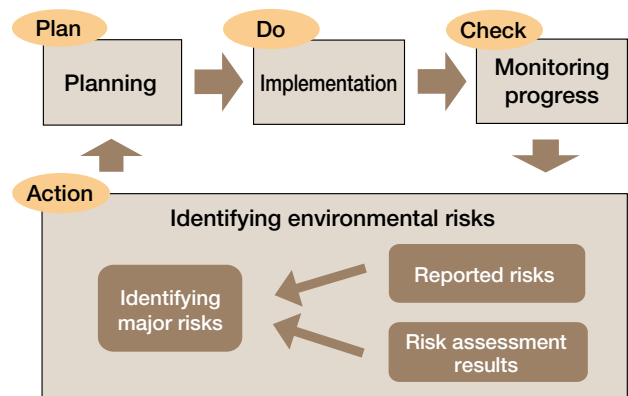 Plan
Planning
Do
Implementation
Check
Monitoring
progress
Action
Identifying environmental risks
Identifying
major risks
Reported risks
Risk assessment
results